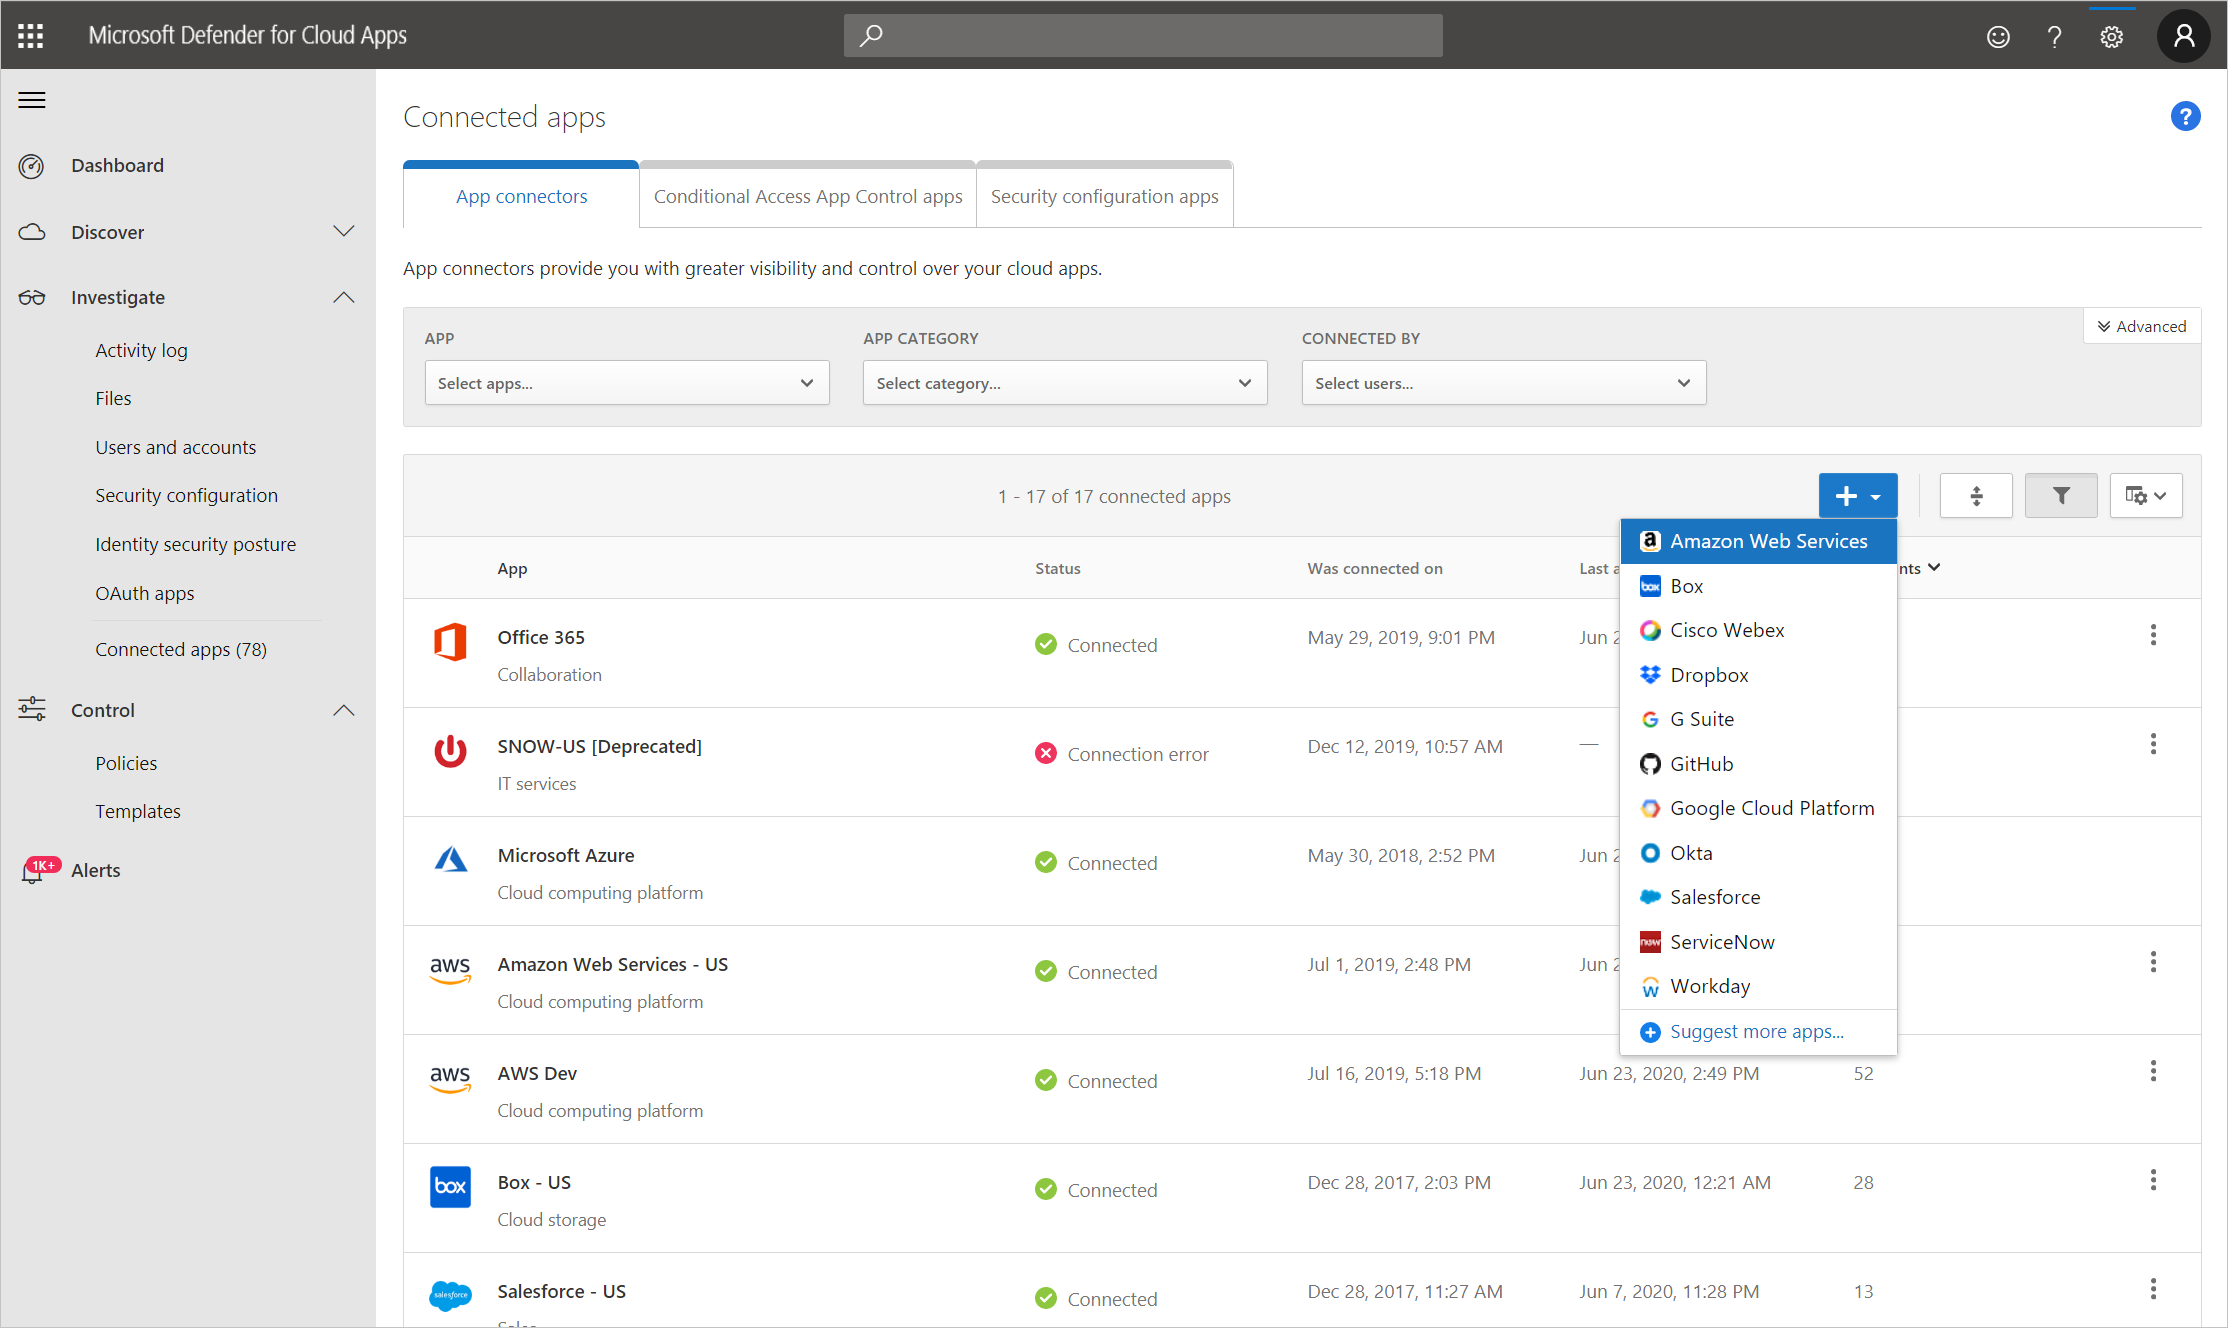 Microsoft Defender for Cloud Apps
Dashboard
Discover
Investigate
Activity log
Files
Users and accounts
Security configuration
Identity security posture
OAuth apps
Connected apps (78)
Control
Policies
Templates
1K+
Alerts
Connected apps
?
App connectors
Conditional Access App Control apps
Security configuration apps
App connectors provide you with greater visibility and control over your cloud apps.
Advanced
APP
APP CATEGORY
CONNECTED BY
Select apps...
Select category...
Select users...
1 - 17 of 17 connected apps
App
Status
Was connected on
Last a
nts
Amazon Web Services
box Box
Cisco Webex
Dropbox
G Suite
GitHub
Google Cloud Platform
Okta
Salesforce
now ServiceNow
Workday
Suggest more apps...
Office 365
Collaboration
Connected
May 29, 2019, 9:01 PM
Jun 2
SNOW-US [Deprecated]
IT services
Connection error
Dec 12, 2019, 10:57 AM
—
Microsoft Azure
Cloud computing platform
Connected
May 30, 2018, 2:52 PM
Jun 2
aws
Amazon Web Services - US
Cloud computing platform
Connected
Jul 1, 2019, 2:48 PM
Jun 2
aws
AWS Dev
Cloud computing platform
Connected
Jul 16, 2019, 5:18 PM
Jun 23, 2020, 2:49 PM
52
box
Box - US
Cloud storage
Connected
Dec 28, 2017, 2:03 PM
Jun 23, 2020, 12:21 AM
28
salesforce
Salesforce - US
Connected
Dec 28, 2017, 11:27 AM
Jun 7, 2020, 11:28 PM
13